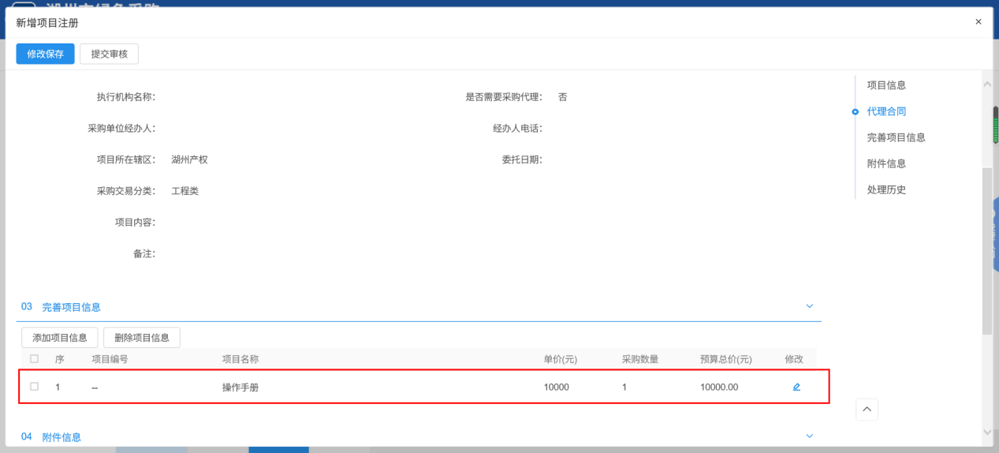 新增项目注册 ×
修改保存 提交审核
执行机构名称： 是否需要采购代理： 否
采购单位经办人： 经办人电话：
项目所在辖区： 湖州产权 委托日期：
采购交易分类： 工程类
项目内容：
备注：
项目信息
代理合同
完善项目信息
附件信息
处理历史
03 完善项目信息
添加项目信息 删除项目信息
序 项目编号 项目名称 单价(元) 采购数量 预算总价(元) 修改
1 -- 操作手册 10000 1 10000.00
04 附件信息